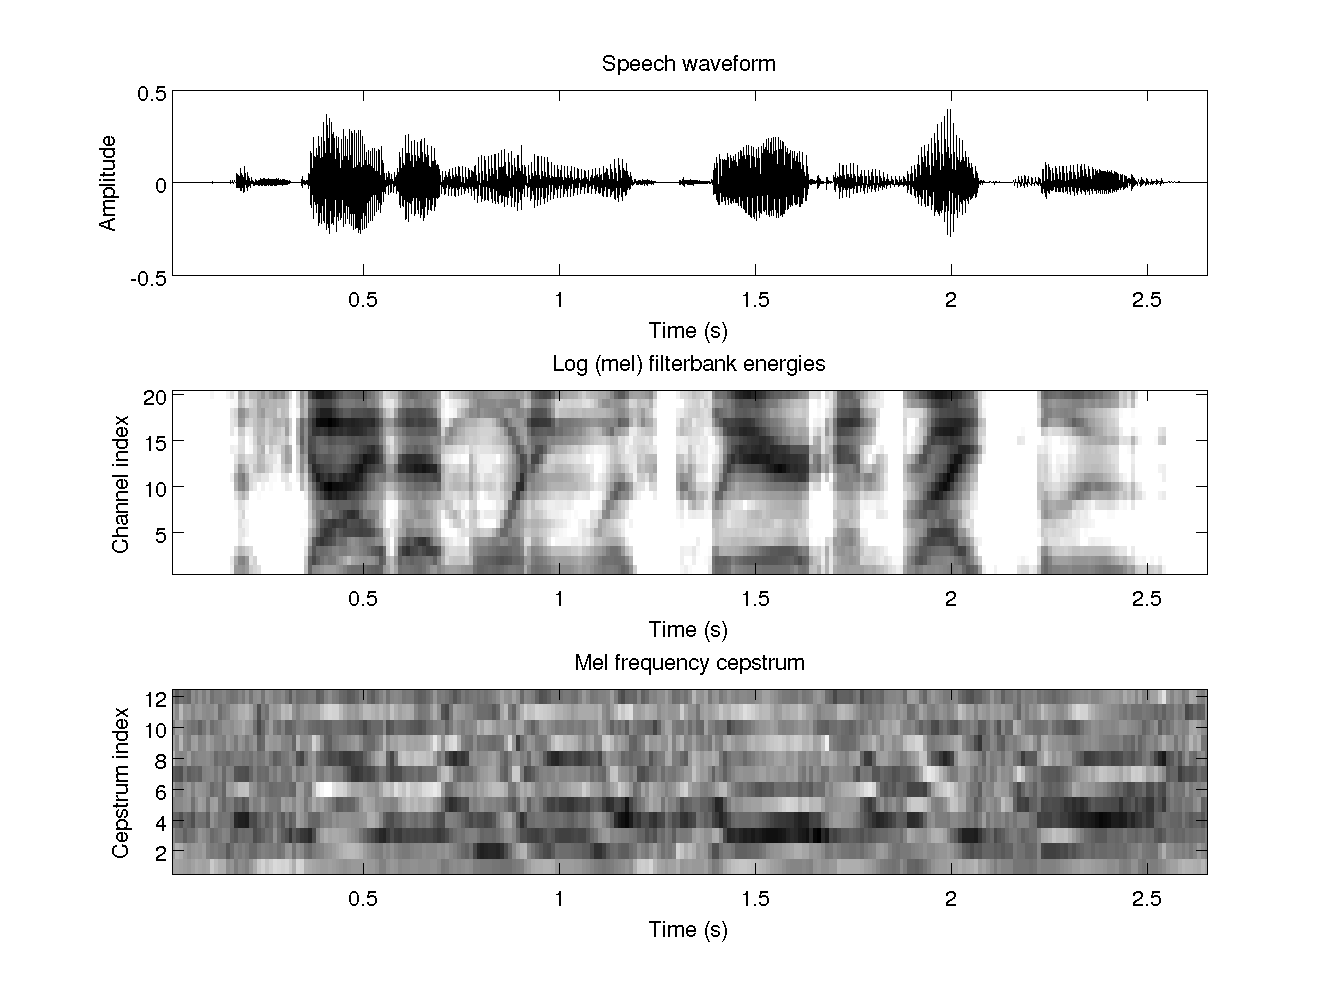 Speech waveform
0.5
0
-0.5
Amplitude
0.5 1 1.5 2 2.5
Time (s)
Log (mel) filterbank energies
20
15
10
5
Channel index
0.5 1 1.5 2 2.5
Time (s)
Mel frequency cepstrum
12
10
8
6
4
2
Cepstrum index
0.5 1 1.5 2 2.5
Time (s)